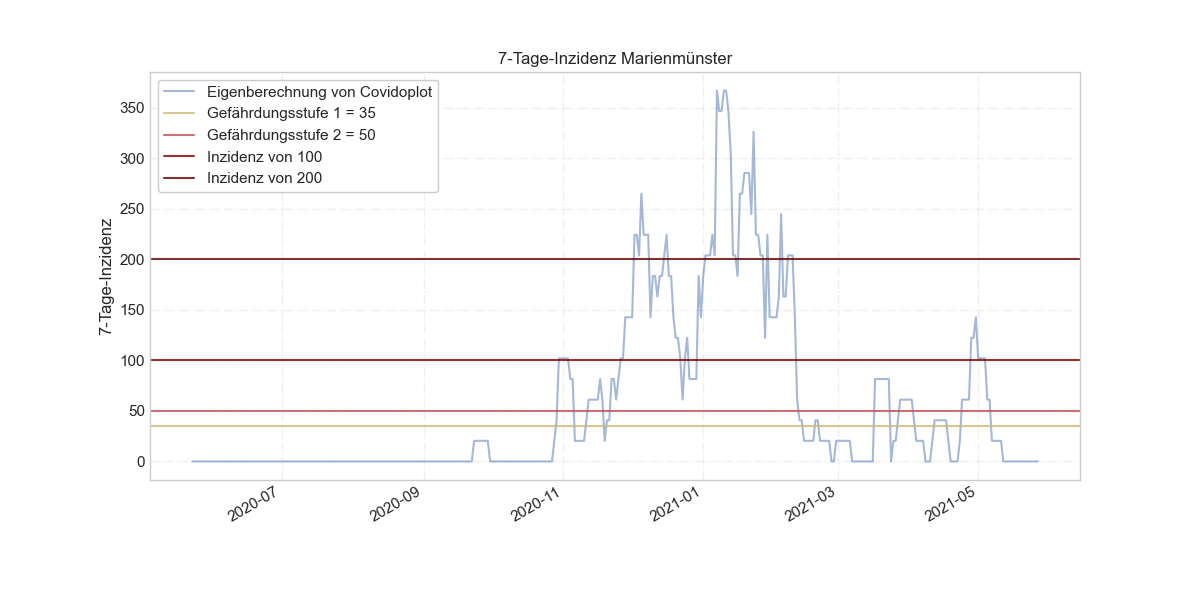 7-Tage-Inzidenz Marienmünster
Eigenberechnung von Covidoplot
Gefährdungsstufe 1 = 35
Gefährdungsstufe 2 = 50
Inzidenz von 100
Inzidenz von 200
7-Tage-Inzidenz
350
300
250
200
150
100
50
0
2020-07
2020-09
2020-11
2021-01
2021-03
2021-05